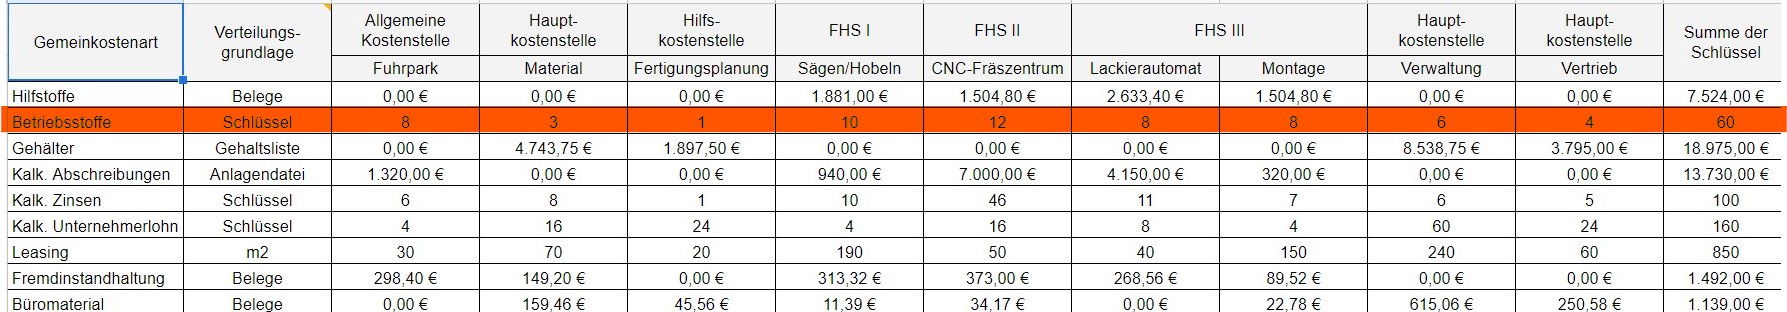 Gemeinkostenart Verteilungs- grundlage Allgemeine Kostenstelle Haupt- kostenstelle Hilfs- kostenstelle FHS I FHS II FHS III Haupt- kostenstelle Haupt- kostenstelle Summe der Schlüssel
Fuhrpark Material Fertigungsplanung Sägen/Hobeln CNC-Fräszentrum Lackierautomat Montage Verwaltung Vertrieb
Hilfstoffe Belege 0,00 € 0,00 € 0,00 € 1.881,00 € 1.504,80 € 2.633,40 € 1.504,80 € 0,00 € 0,00 € 7.524,00 €
Betriebsstoffe Schlüssel 8 3 1 10 12 8 8 6 4 60
Gehälter Gehaltsliste 0,00 € 4.743,75 € 1.897,50 € 0,00 € 0,00 € 0,00 € 0,00 € 8.538,75 € 3.795,00 € 18.975,00 €
Kalk. Abschreibungen Anlagendatei 1.320,00 € 0,00 € 0,00 € 940,00 € 7.000,00 € 4.150,00 € 320,00 € 0,00 € 0,00 € 13.730,00 €
Kalk. Zinsen Schlüssel 6 8 1 10 46 11 7 6 5 100
Kalk. Unternehmerlohn Schlüssel 4 16 24 4 16 8 4 60 24 160
Leasing m2 30 70 20 190 50 40 150 240 60 850
Fremdinstandhaltung Belege 298,40 € 149,20 € 0,00 € 313,32 € 373,00 € 268,56 € 89,52 € 0,00 € 0,00 € 1.492,00 €
Büromaterial Belege 0,00 € 159,46 € 45,56 € 11,39 € 34,17 € 0,00 € 22,78 € 615,06 € 250,58 € 1.139,00 €